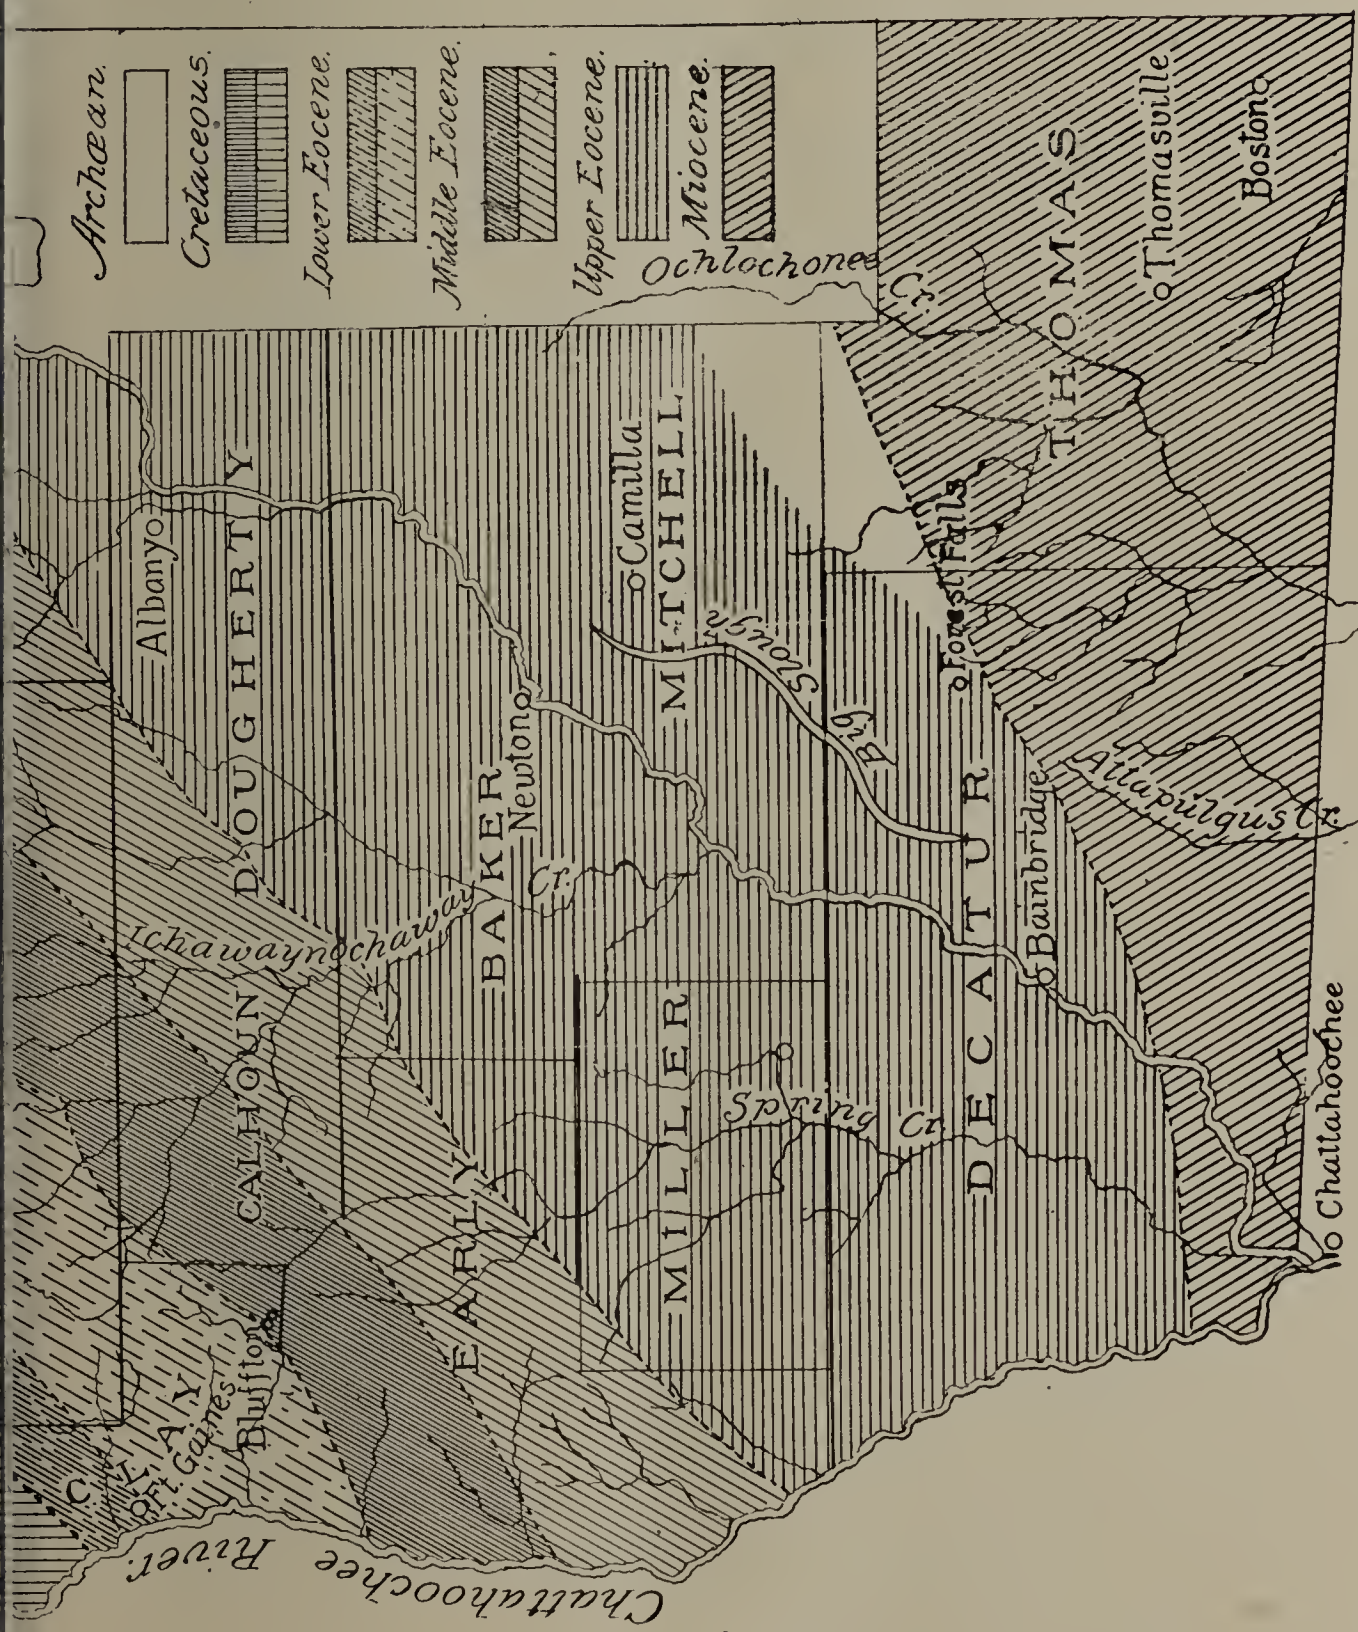 Archæan.
Cretaceous.
Lower Eocene.
Middle Eocene.
Upper Eocene.
Miocene.
Ochlochonee Cr.
THOMAS
Thomasville
Boston
Albany
DOUGHERTY
Camilla
MITCHELL
Big Slough
Forest Falls
Newton
BAKER
Ichawaynochaway Cr.
CALHOUN
Bainbridge
DECATUR
Attapulgus Cr.
MILLER
Spring Cr.
EARLY
Bluffton
CLAY
Ft. Gaines
Chattahoochee River.
Chattahoochee